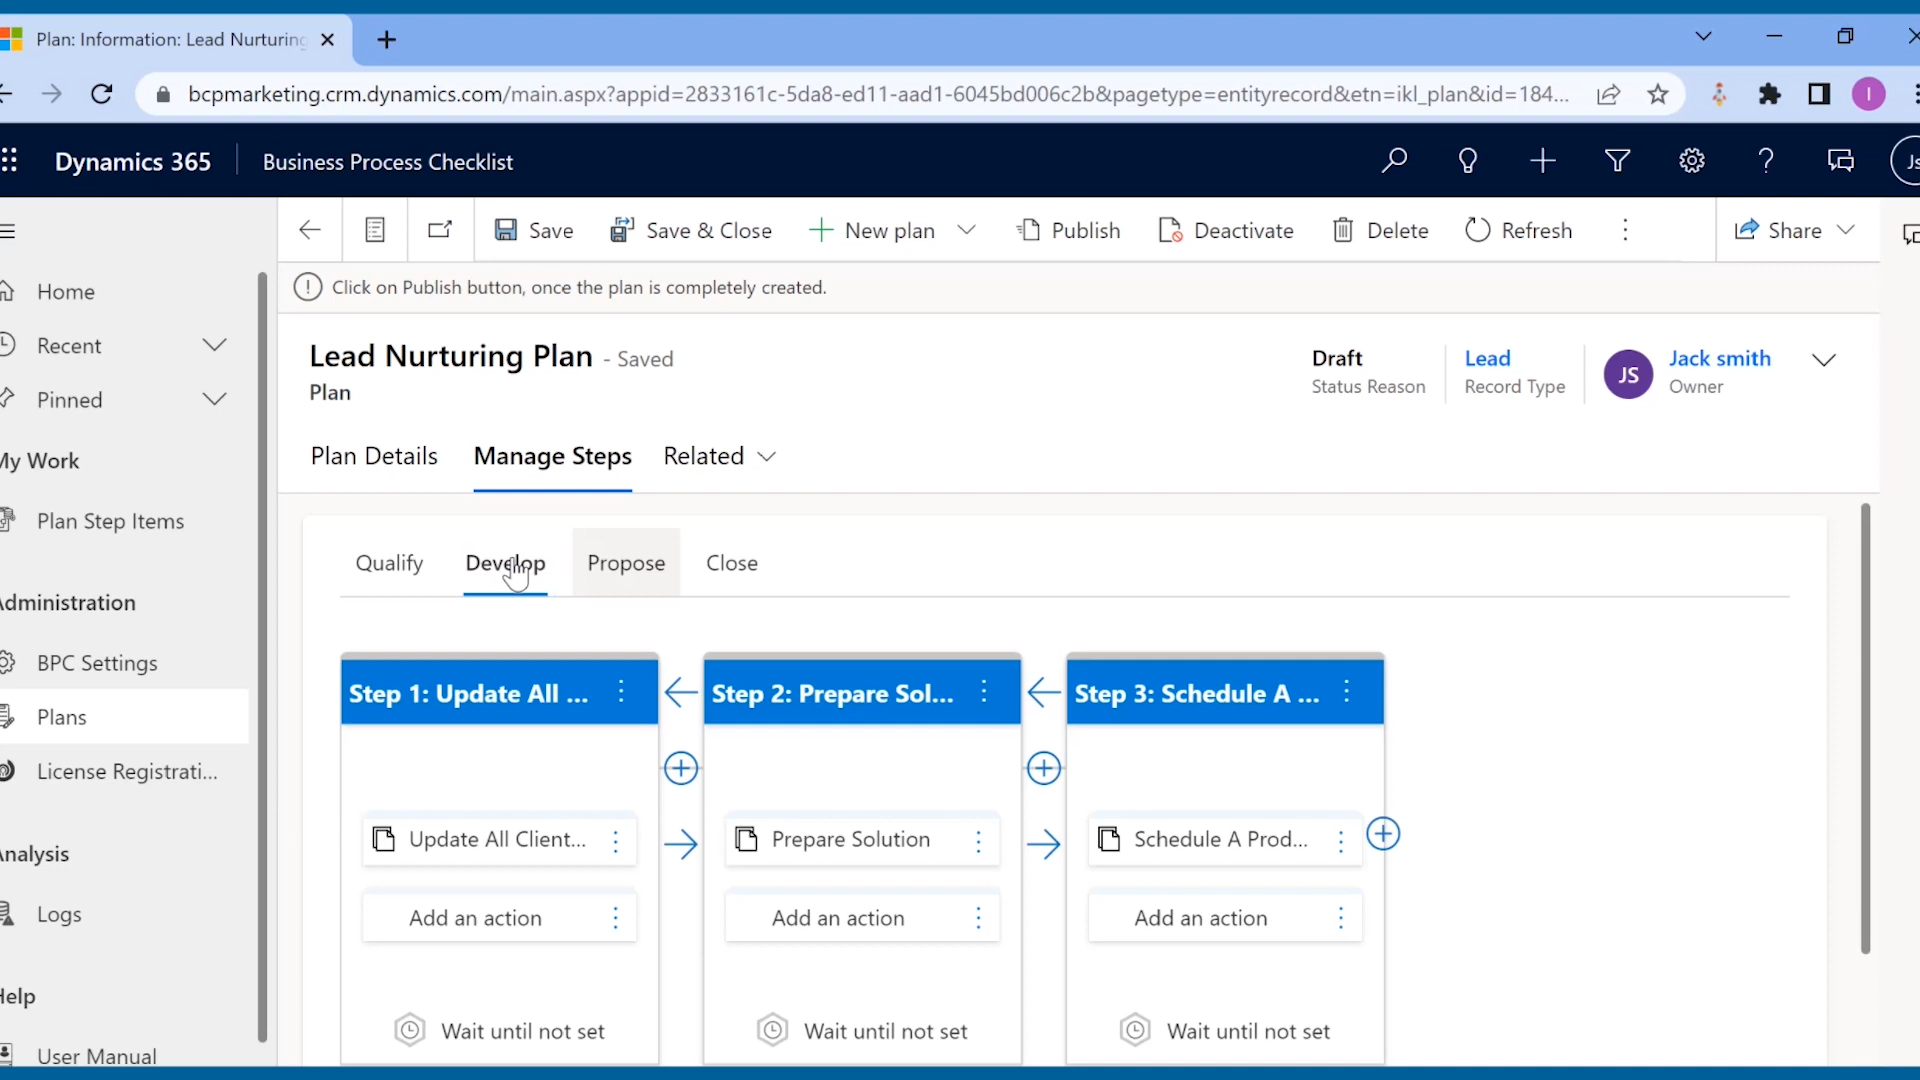 Plan: Information: Lead Nurturing
bcpmarketing.crm.dynamics.com/main.aspx?appid=2833161c-5da8-ed11-aad1-6045bd006c2b&pagetype=entityrecord&etn=ikl_plan&id=184...
I
Dynamics 365
Business Process Checklist
Js
Save
Save & Close
New plan
Publish
Deactivate
Delete
Refresh
Share
Click on Publish button, once the plan is completely created.
Home
Recent
Pinned
My Work
Plan Step Items
Administration
BPC Settings
Plans
License Registrati...
Analysis
Logs
Help
User Manual
Lead Nurturing Plan - Saved
Plan
Draft
Status Reason
Lead
Record Type
JS
Jack smith
Owner
Plan Details
Manage Steps
Related
Qualify
Develop
Propose
Close
Step 1: Update All ...
Step 2: Prepare Sol...
Step 3: Schedule A ...
Update All Client...
Prepare Solution
Schedule A Prod...
Add an action
Add an action
Add an action
Wait until not set
Wait until not set
Wait until not set